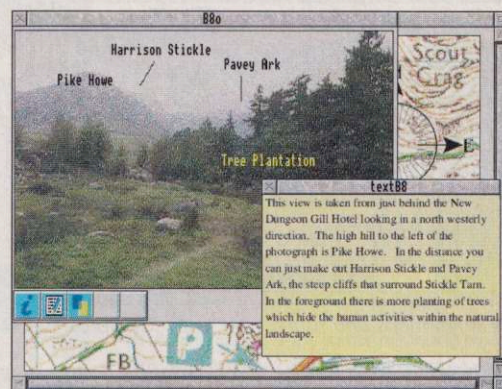 B8o
Harrison Stickle
Pavey Ark
Pike Howe
Tree Plantation
Scout
Crag
E
textB8
This view is taken from just behind the New
Dungeon Gill Hotel looking in a north westerly
direction. The high hill to the left of the
photograph is Pike Howe. In the distance you
can just make out Harrison Stickle and Pavey
Ark, the steep cliffs that surround Stickle Tarn.
In the foreground there is more planting of trees
which hide the human activities within the natural
landscape.
i
FB
P